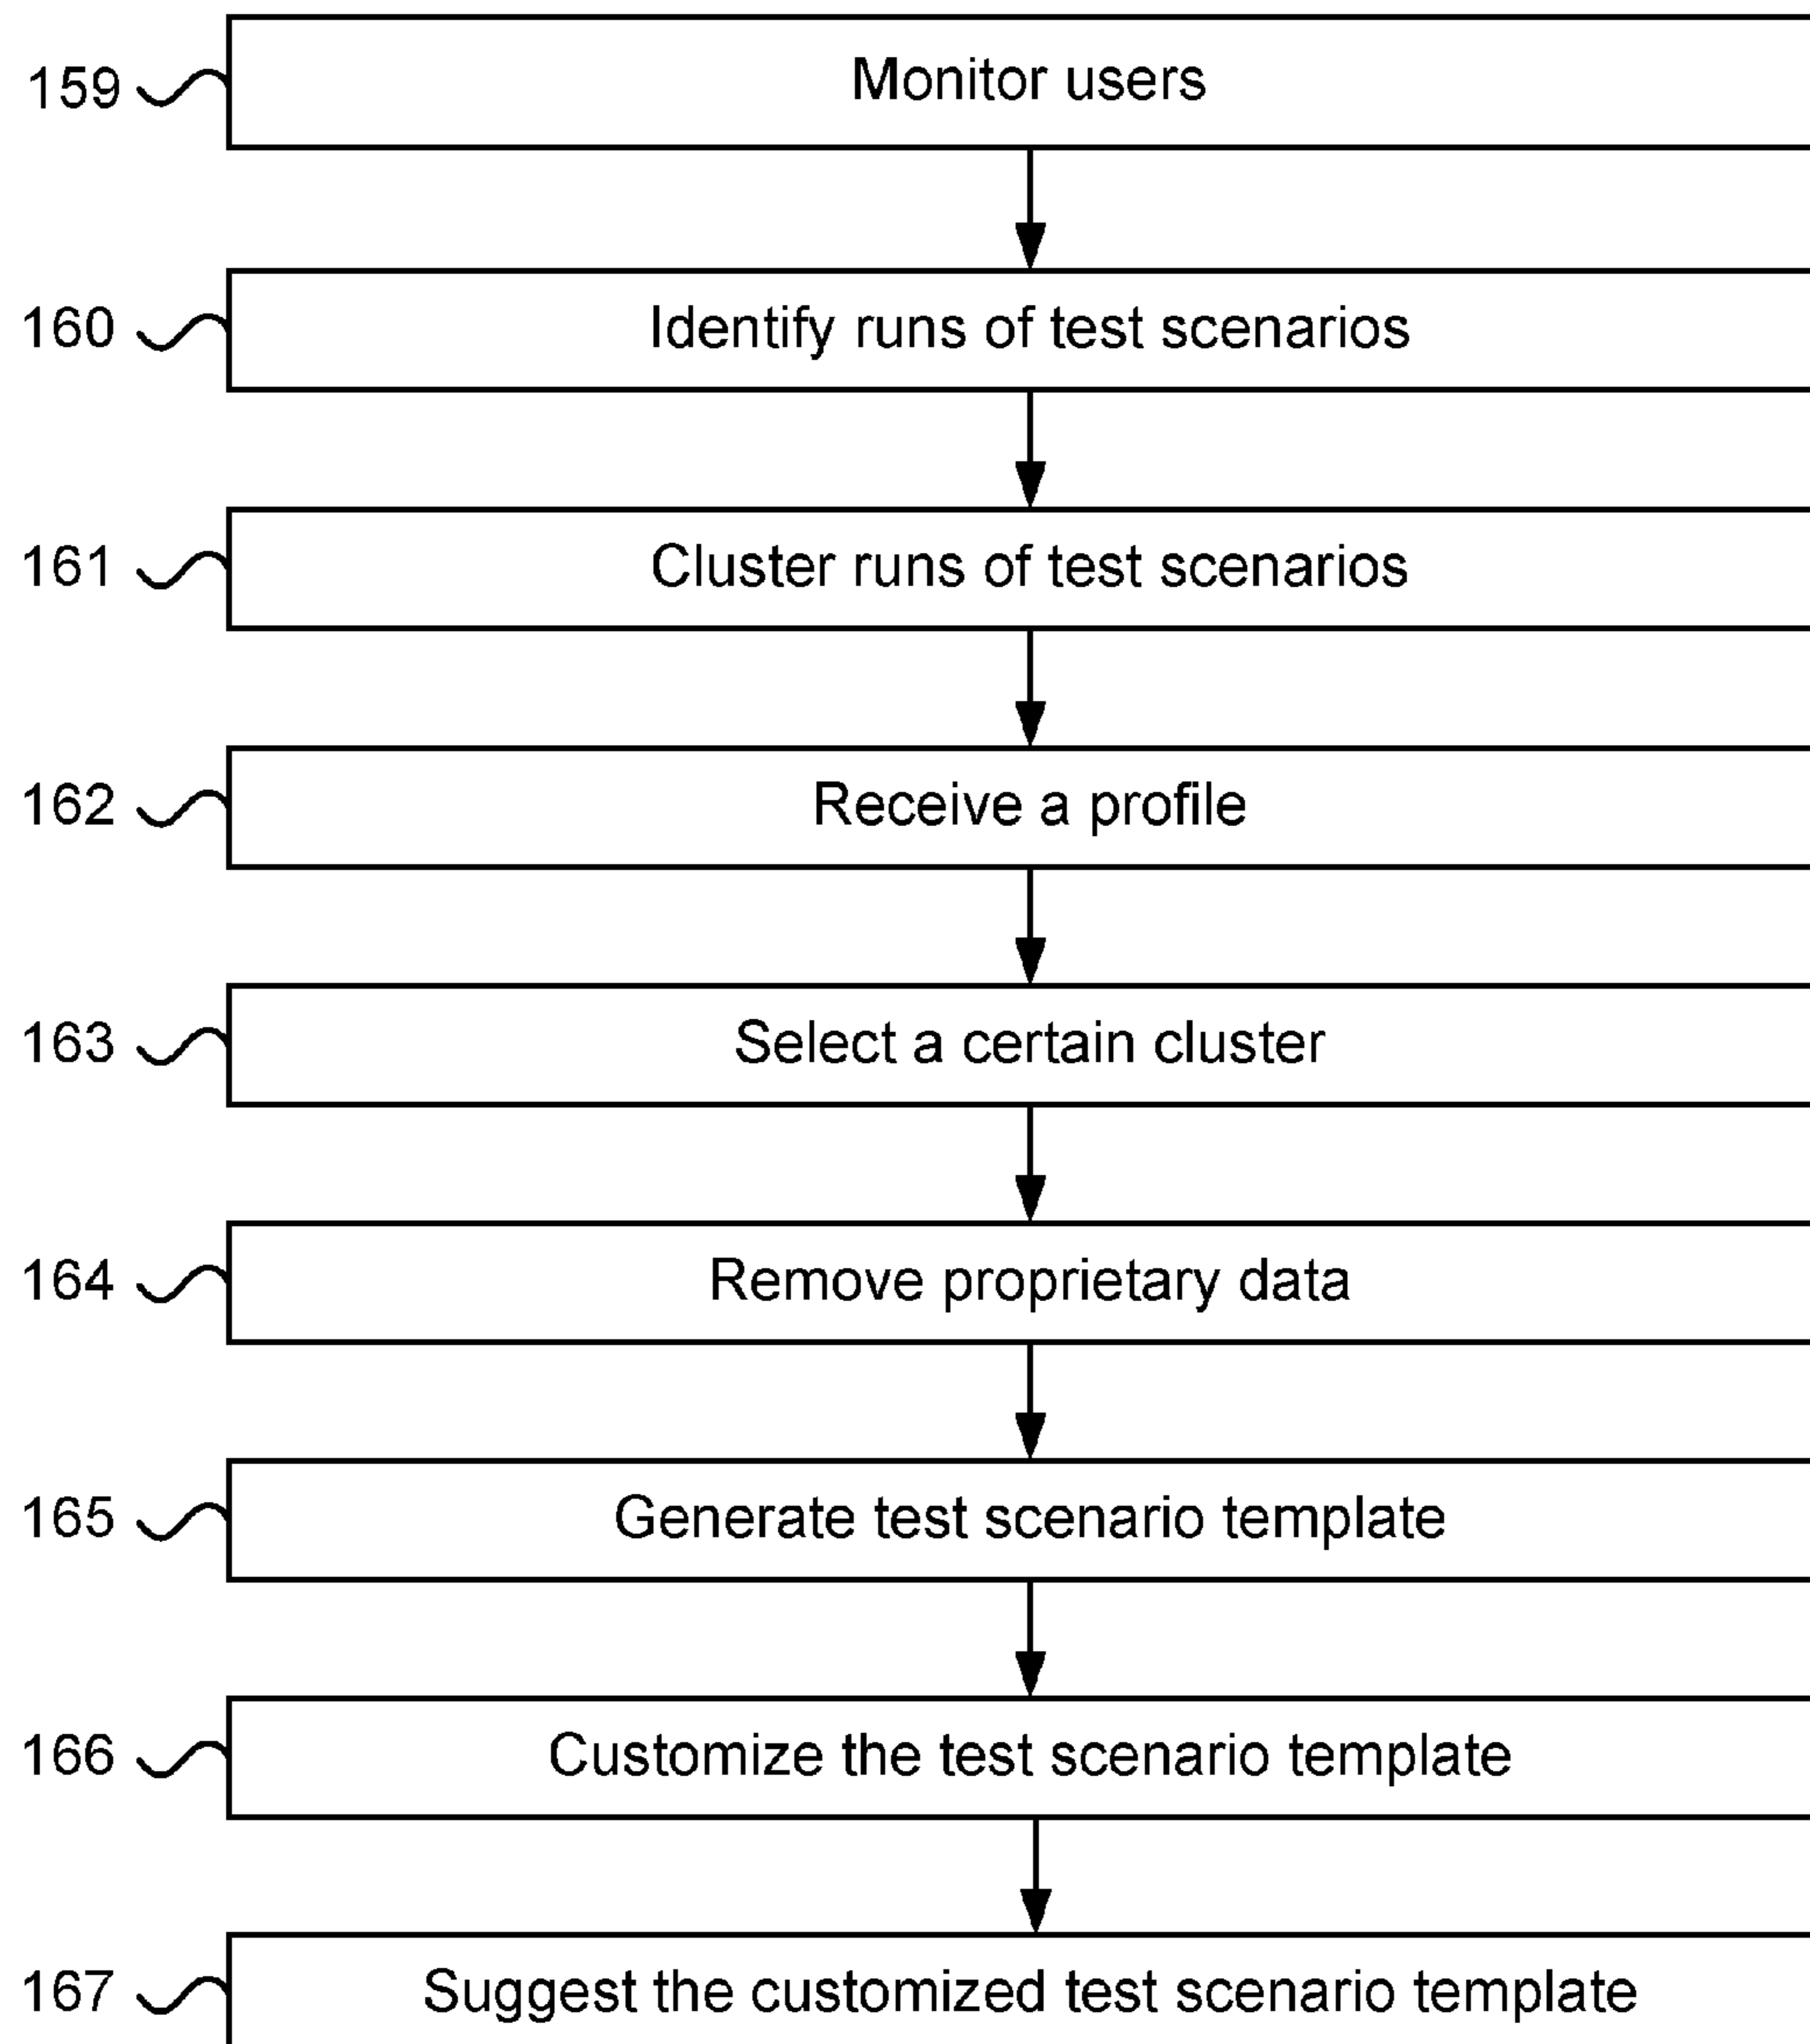 159 Monitor users
160 Identify runs of test scenarios
161 Cluster runs of test scenarios
162 Receive a profile
163 Select a certain cluster
164 Remove proprietary data
165 Generate test scenario template
166 Customize the test scenario template
167 Suggest the customized test scenario template